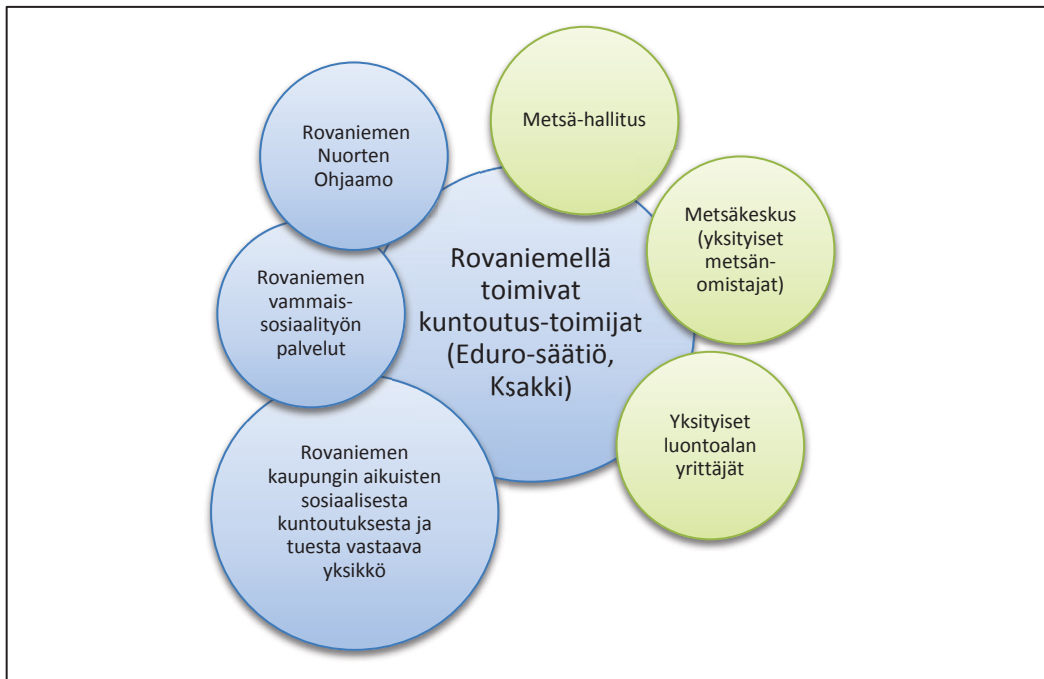 Rovaniemen
Nuorten
Ohjaamo
Metsä-hallitus
Metsäkeskus
(yksityiset
metsän-
omistajat)
Rovaniemellä
toimivat
kuntoutus-toimijat
(Eduro-säätiö,
Ksakki)
Rovaniemen
vammais-
sosiaalityön
palvelut
Yksityiset
luontoalan
yrittäjät
Rovaniemen
kaupungin aikuisten
sosiaalisesta
kuntoutuksesta ja
tuesta vastaava
yksikkö